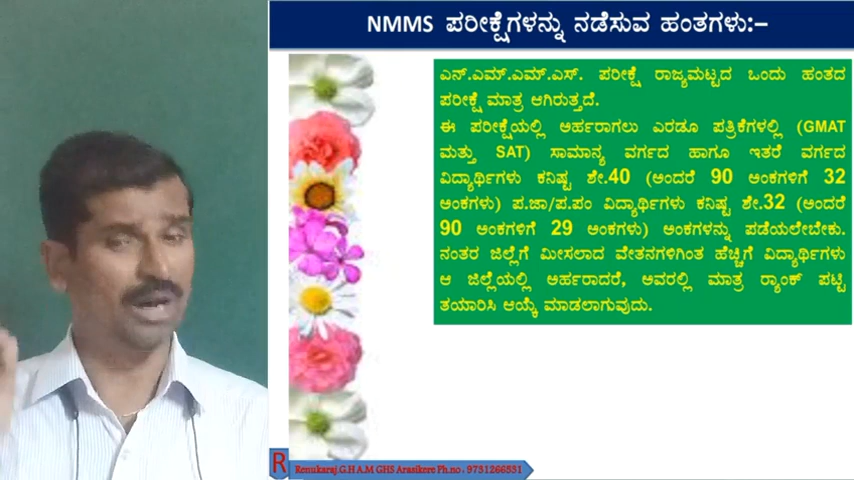 NMMS ಪರೀಕ್ಷೆಗಳನ್ನು ನಡೆಸುವ ಹಂತಗಳು:–
ಎನ್.ಎಮ್.ಎಮ್.ಎಸ್. ಪರೀಕ್ಷೆ ರಾಜ್ಯಮಟ್ಟದ ಒಂದು ಹಂತದ
ಪರೀಕ್ಷೆ ಮಾತ್ರ ಆಗಿರುತ್ತದೆ.
ಈ ಪರೀಕ್ಷೆಯಲ್ಲಿ ಅರ್ಹರಾಗಲು ಎರಡೂ ಪತ್ರಿಕೆಗಳಲ್ಲಿ (GMAT
ಮತ್ತು SAT) ಸಾಮಾನ್ಯ ವರ್ಗದ ಹಾಗೂ ಇತರೆ ವರ್ಗದ
ವಿದ್ಯಾರ್ಥಿಗಳು ಕನಿಷ್ಟ ಶೇ.40 (ಅಂದರೆ 90 ಅಂಕಗಳಿಗೆ 32
ಅಂಕಗಳು) ಪ.ಜಾ/ಪ.ಪಂ ವಿದ್ಯಾರ್ಥಿಗಳು ಕನಿಷ್ಟ ಶೇ.32 (ಅಂದರೆ
90 ಅಂಕಗಳಿಗೆ 29 ಅಂಕಗಳು) ಅಂಕಗಳನ್ನು ಪಡೆಯಲೇಬೇಕು.
ನಂತರ ಜಿಲ್ಲೆಗೆ ಮೀಸಲಾದ ವೇತನಗಳಿಗಿಂತ ಹೆಚ್ಚಿಗೆ ವಿದ್ಯಾರ್ಥಿಗಳು
ಆ ಜಿಲ್ಲೆಯಲ್ಲಿ ಅರ್ಹರಾದರೆ, ಅವರಲ್ಲಿ ಮಾತ್ರ ರ‍್ಯಾಂಕ್ ಪಟ್ಟಿ
ತಯಾರಿಸಿ ಆಯ್ಕೆ ಮಾಡಲಾಗುವುದು.
R Renukaraj.G.H A.M GHS Arasikere Ph.no : 9731266531